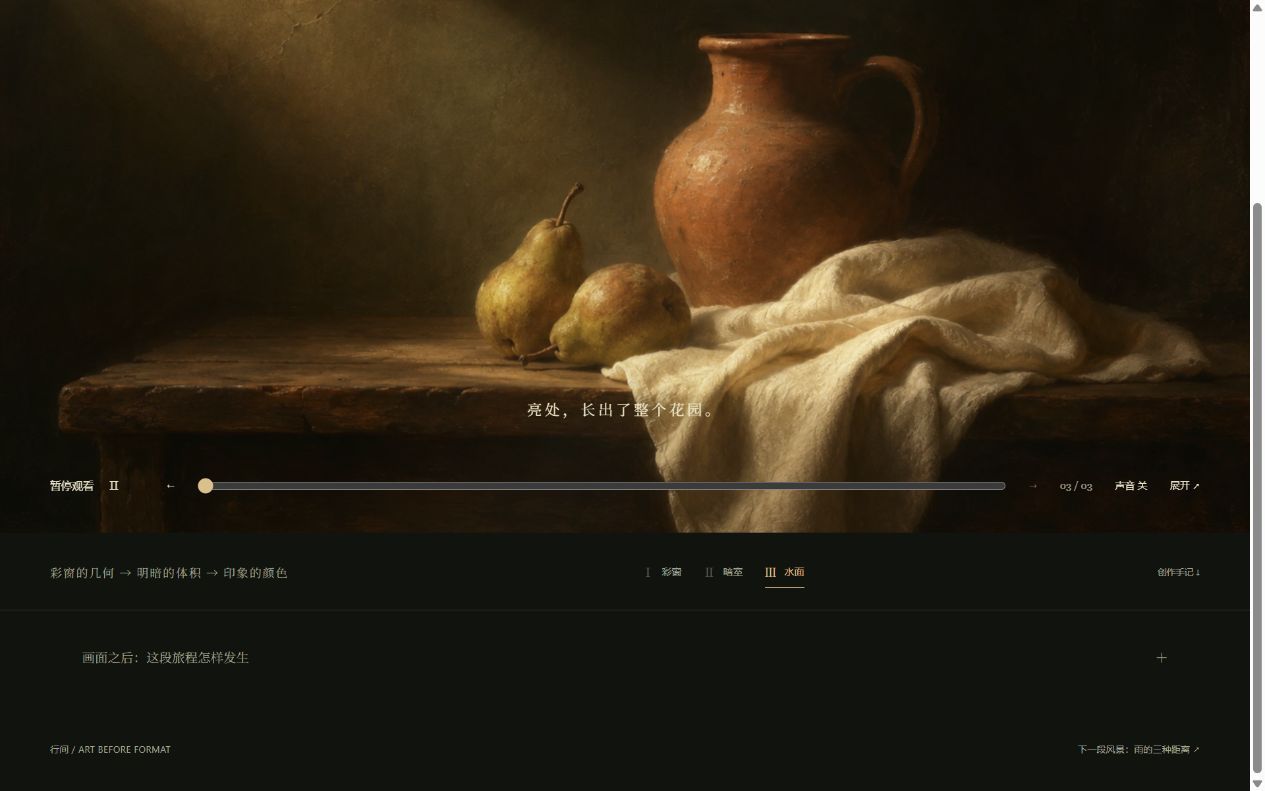 亮处，长出了整个花园。
暂停观看 II ← → 03 / 03 声音 关 展开 ↗
彩窗的几何 → 明暗的体积 → 印象的颜色 I 彩窗 II 暗室 III 水面 创作手记 ↓
画面之后：这段旅程怎样发生 +
行间 / ART BEFORE FORMAT 下一段风景：雨的三种距离 ↗